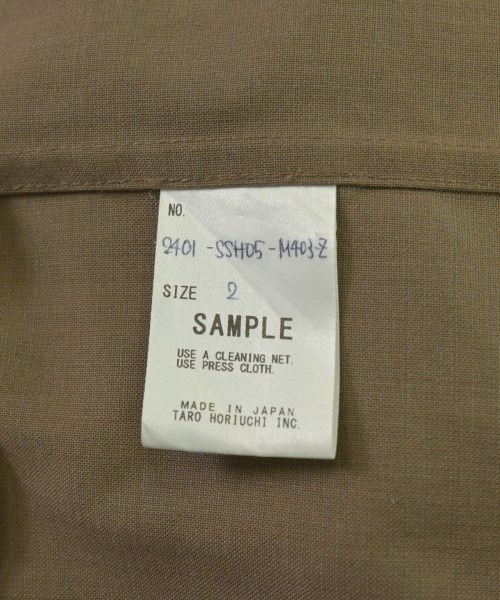 NO.
2401-SSH05-M403-Z
SIZE 2
SAMPLE
USE A CLEANING NET.
USE PRESS CLOTH.
MADE IN JAPAN
TARO HORIUCHI INC.